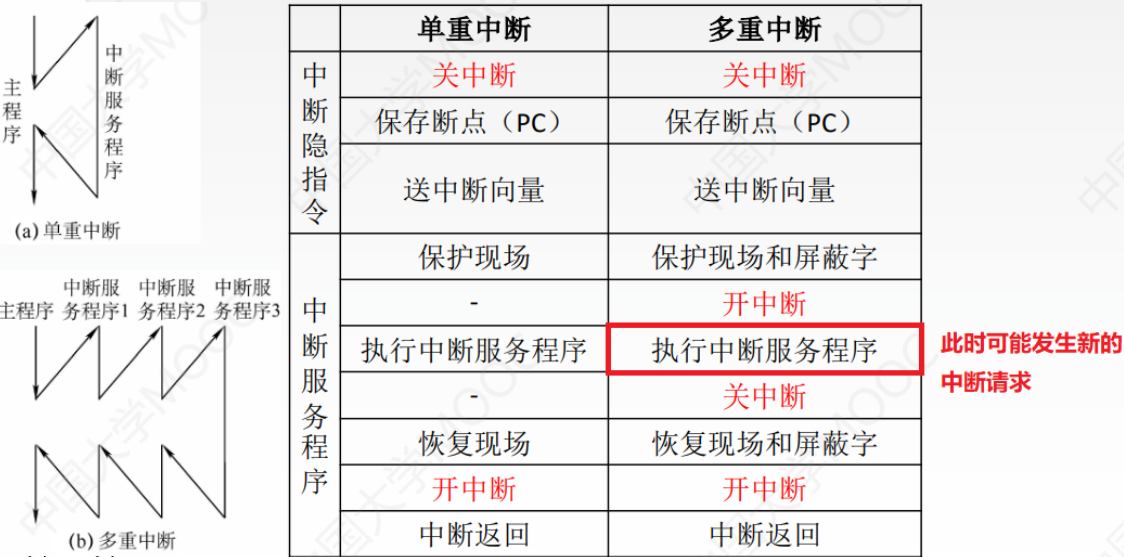 主程序
中断服务程序
(a) 单重中断
主程序 中断服务程序1 中断服务程序2 中断服务程序3
(b) 多重中断
单重中断 多重中断
中断隐指令
关中断 关中断
保存断点（PC） 保存断点（PC）
送中断向量 送中断向量
中断服务程序
保护现场 保护现场和屏蔽字
- 开中断
执行中断服务程序 执行中断服务程序
- 关中断
恢复现场 恢复现场和屏蔽字
开中断 开中断
中断返回 中断返回
此时可能发生新的
中断请求
中国大学MOOC